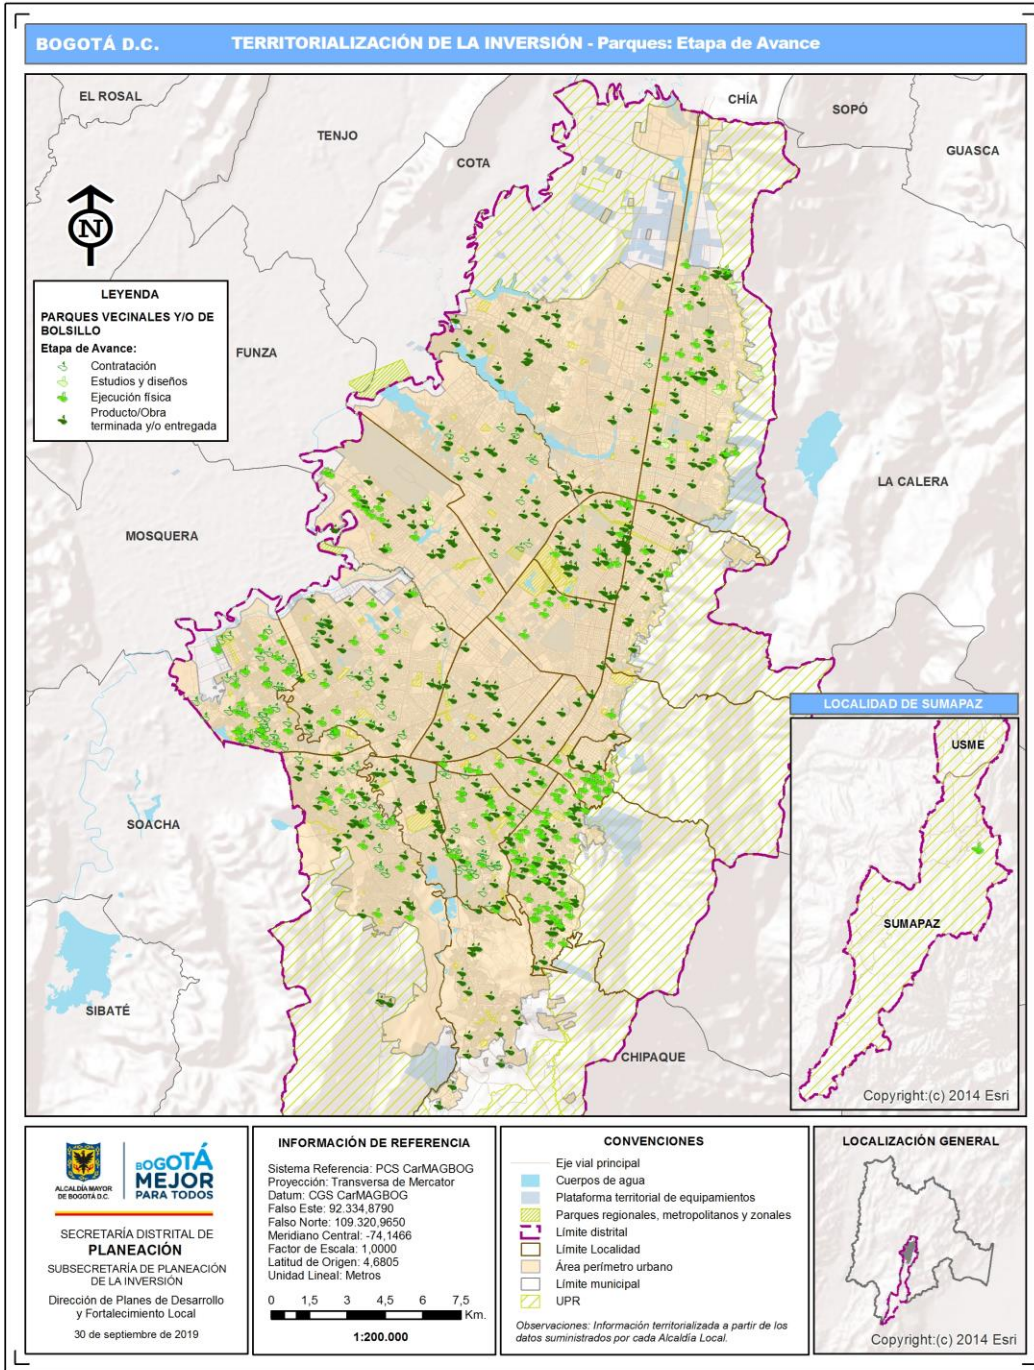 BOGOTÁ D.C.
TERRITORIALIZACIÓN DE LA INVERSIÓN - Parques: Etapa de Avance
EL ROSAL
TENJO
COTA
CHÍA
SOPÓ
GUASCA
N
LEYENDA
PARQUES VECINALES Y/O DE
BOLSILLO
Etapa de Avance:
Contratación
Estudios y diseños
Ejecución física
Producto/Obra
terminada y/o entregada
FUNZA
LA CALERA
MOSQUERA
SOACHA
SIBATÉ
CHIPAQUE
LOCALIDAD DE SUMAPAZ
USME
SUMAPAZ
Copyright:(c) 2014 Esri
ALCALDÍA MAYOR
DE BOGOTÁ D.C.
BOGOTÁ
MEJOR
PARA TODOS
SECRETARÍA DISTRITAL DE
PLANEACIÓN
SUBSECRETARÍA DE PLANEACIÓN
DE LA INVERSIÓN
Dirección de Planes de Desarrollo
y Fortalecimiento Local
30 de septiembre de 2019
INFORMACIÓN DE REFERENCIA
Sistema Referencia: PCS CarMAGBOG
Proyección: Transversa de Mercator
Datum: CGS CarMAGBOG
Falso Este: 92.334,8790
Falso Norte: 109.320,9650
Meridiano Central: -74,1466
Factor de Escala: 1,0000
Latitud de Origen: 4,6805
Unidad Lineal: Metros
0 1,5 3 4,5 6 7,5
Km.
1:200.000
CONVENCIONES
Eje vial principal
Cuerpos de agua
Plataforma territorial de equipamientos
Parques regionales, metropolitanos y zonales
Límite distrital
Límite Localidad
Área perímetro urbano
Límite municipal
UPR
Observaciones: Información territorializada a partir de los
datos suministrados por cada Alcaldía Local.
LOCALIZACIÓN GENERAL
Copyright:(c) 2014 Esri